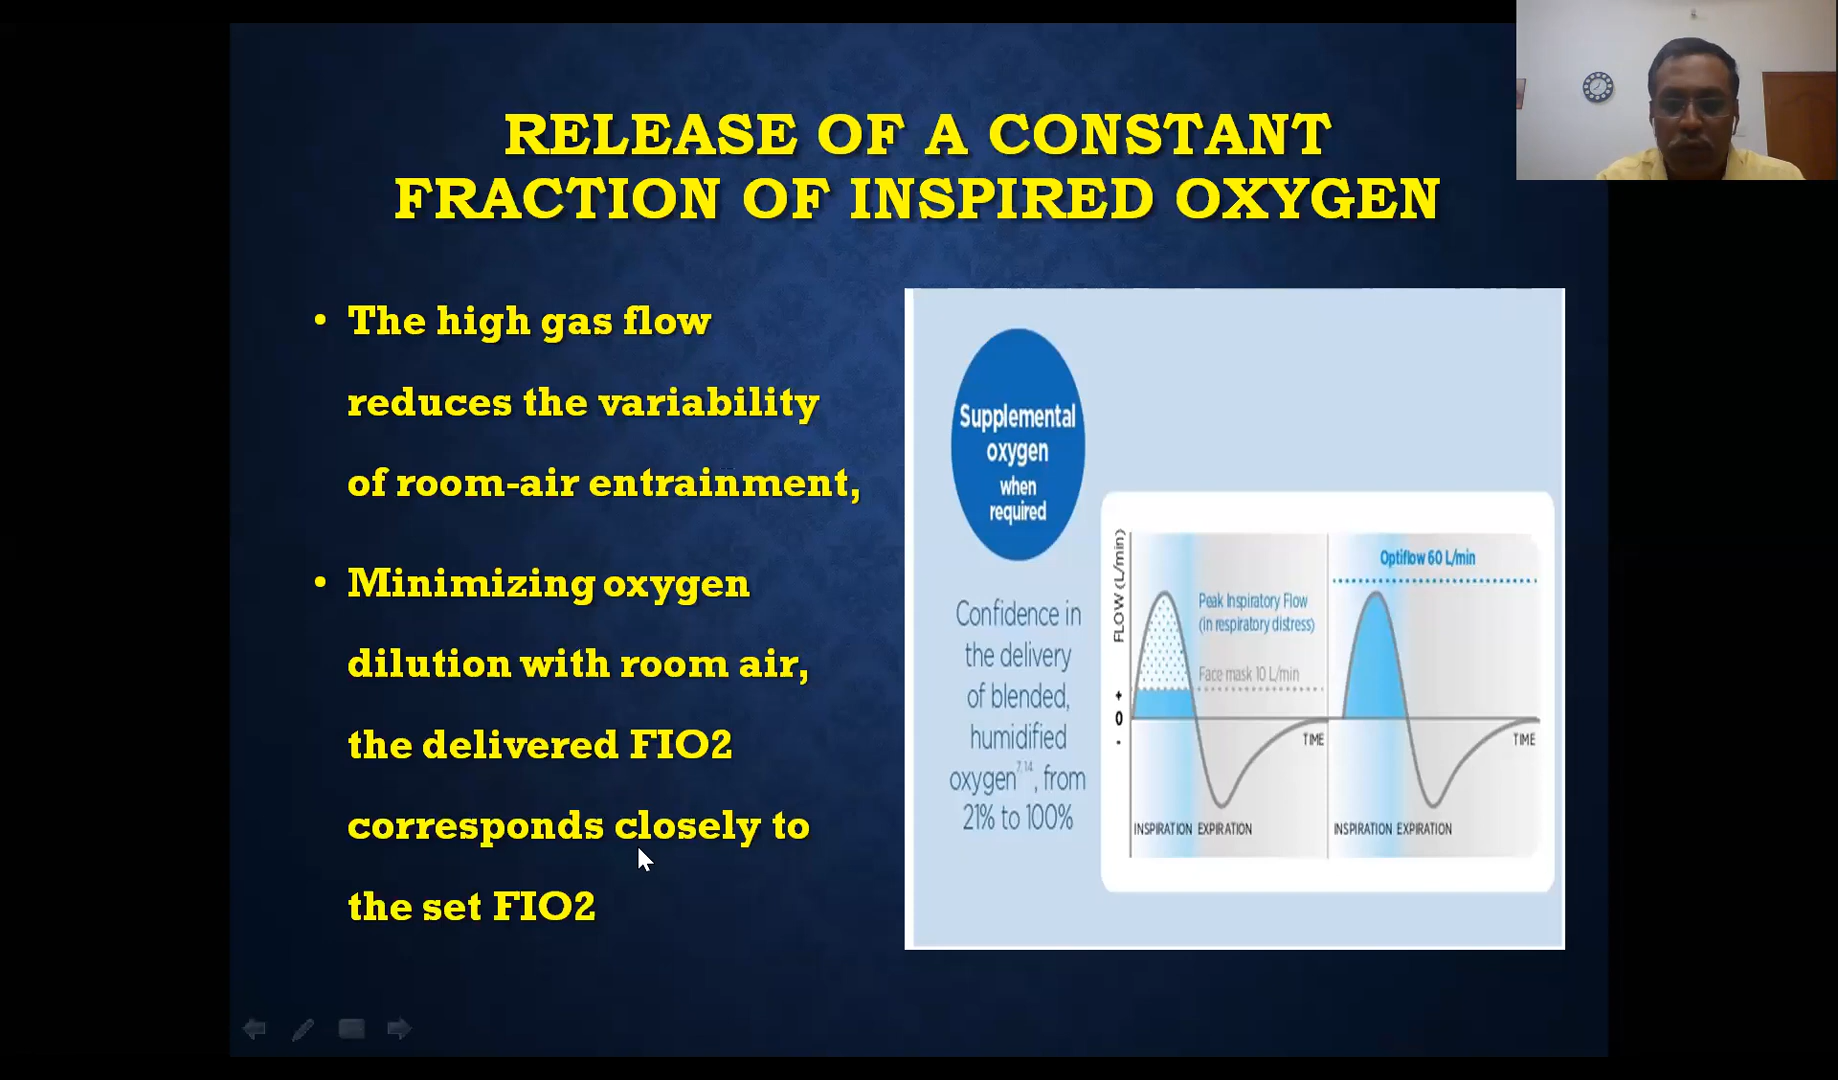 RELEASE OF A CONSTANT
FRACTION OF INSPIRED OXYGEN
• The high gas flow
reduces the variability
of room-air entrainment,
• Minimizing oxygen
dilution with room air,
the delivered FIO2
corresponds closely to
the set FIO2
Supplemental
oxygen
when
required
Confidence in
the delivery
of blended,
humidified
oxygen7,14, from
21% to 100%
FLOW (L/min)
+
0
-
Peak Inspiratory Flow
(in respiratory distress)
Face mask 10 L/min
TIME
INSPIRATION EXPIRATION
Optiflow 60 L/min
TIME
INSPIRATION EXPIRATION